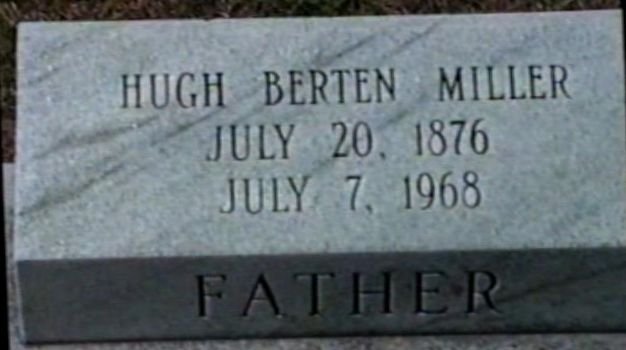 HUGH BERTEN MILLER
JULY 20, 1876
JULY 7, 1968
FATHER